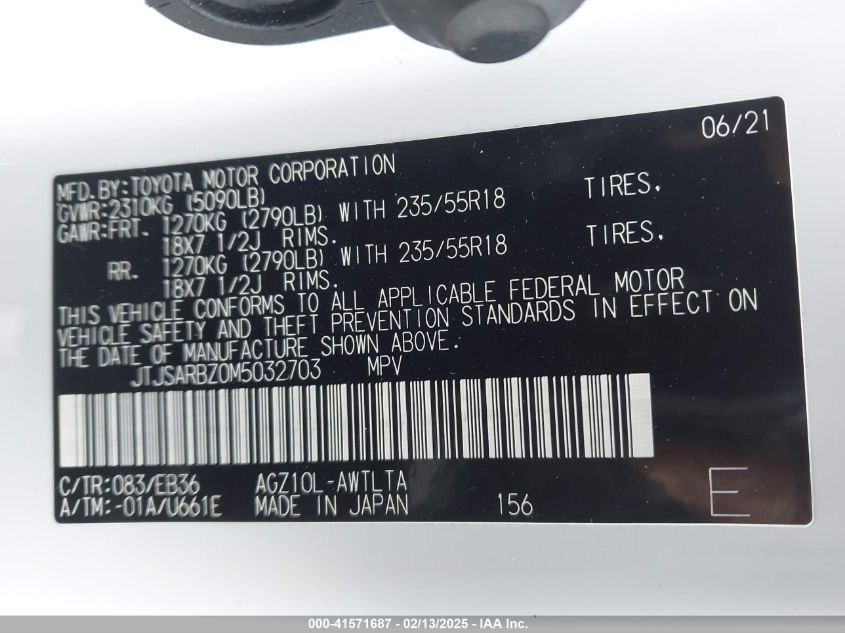 06/21
MFD.BY:TOYOTA MOTOR CORPORATION
GVWR:2310KG (5090LB)
GAWR:FRT. 1270KG (2790LB) WITH 235/55R18 TIRES,
18X7 1/2J RIMS.
RR. 1270KG (2790LB) WITH 235/55R18 TIRES,
18X7 1/2J RIMS.
THIS VEHICLE CONFORMS TO ALL APPLICABLE FEDERAL MOTOR
VEHICLE SAFETY AND THEFT PREVENTION STANDARDS IN EFFECT ON
THE DATE OF MANUFACTURE SHOWN ABOVE.
JTJSARBZ0M5032703 MPV
C/TR:083/EB36 AGZ10L-AWTLTA
A/TM:-01A/U661E MADE IN JAPAN 156 E
000-41571687 - 02/13/2025 - IAA Inc.